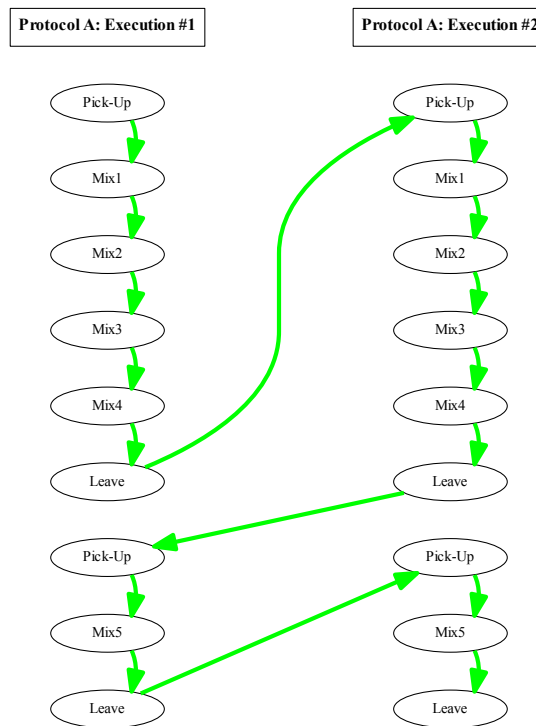 Protocol A: Execution #1
Pick-Up
Mix1
Mix2
Mix3
Mix4
Leave
Pick-Up
Mix5
Leave
Protocol A: Execution #2
Pick-Up
Mix1
Mix2
Mix3
Mix4
Leave
Pick-Up
Mix5
Leave